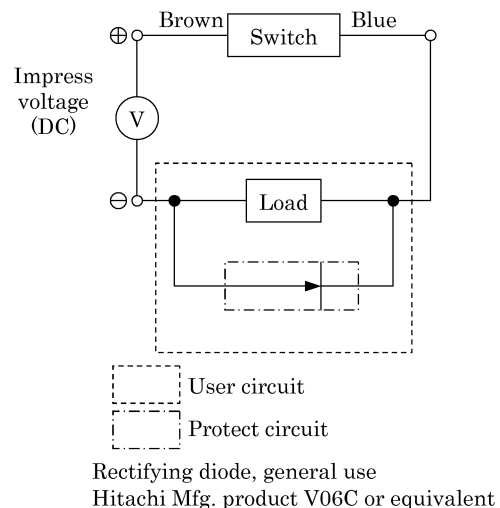 ⊕
Brown
Switch
Blue
Impress
voltage
(DC)
V
⊖
Load
User circuit
Protect circuit
Rectifying diode, general use
Hitachi Mfg. product V06C or equivalent